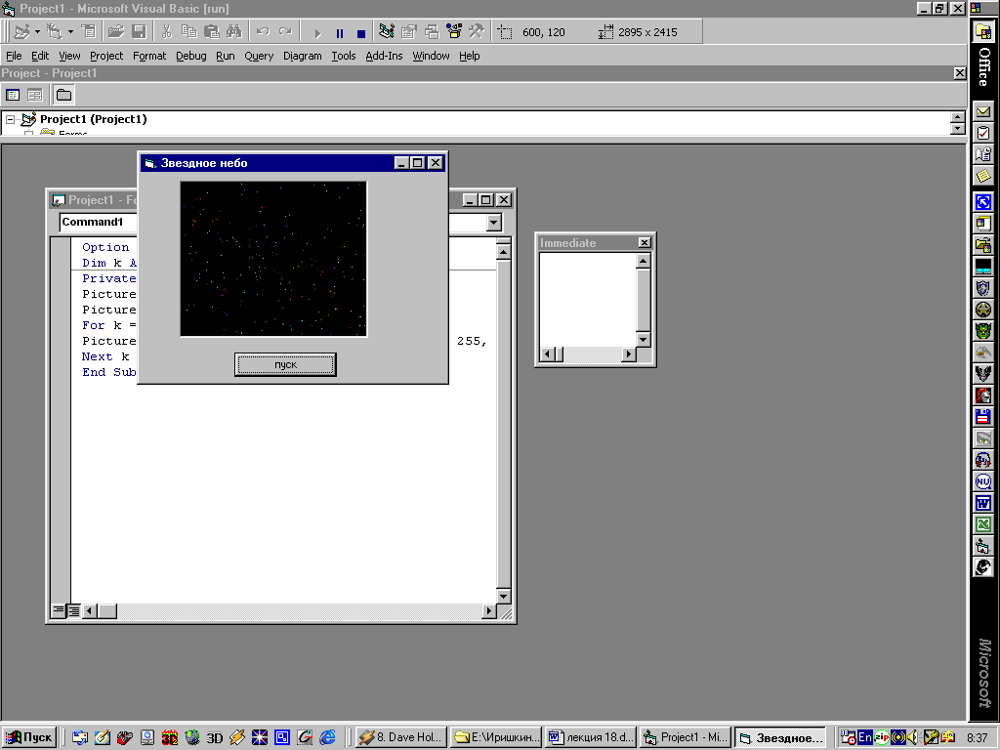 Project1 - Microsoft Visual Basic [run]
600, 120
2895 x 2415
File Edit View Project Format Debug Run Query Diagram Tools Add-Ins Window Help
Project - Project1
Project1 (Project1)
Forms
Звездное небо
Project1 - Fo
Command1
Option
Dim k A
Private
Picture
Picture
For k =
Picture 255,
Next k
End Sub
пуск
Immediate
Office
NU
Microsoft
Пуск
3D
3D
8. Dave Hol...
E:\Иришкин...
лекция 18.d...
Project1 - Mi...
Звездное...
En
zip
8:37